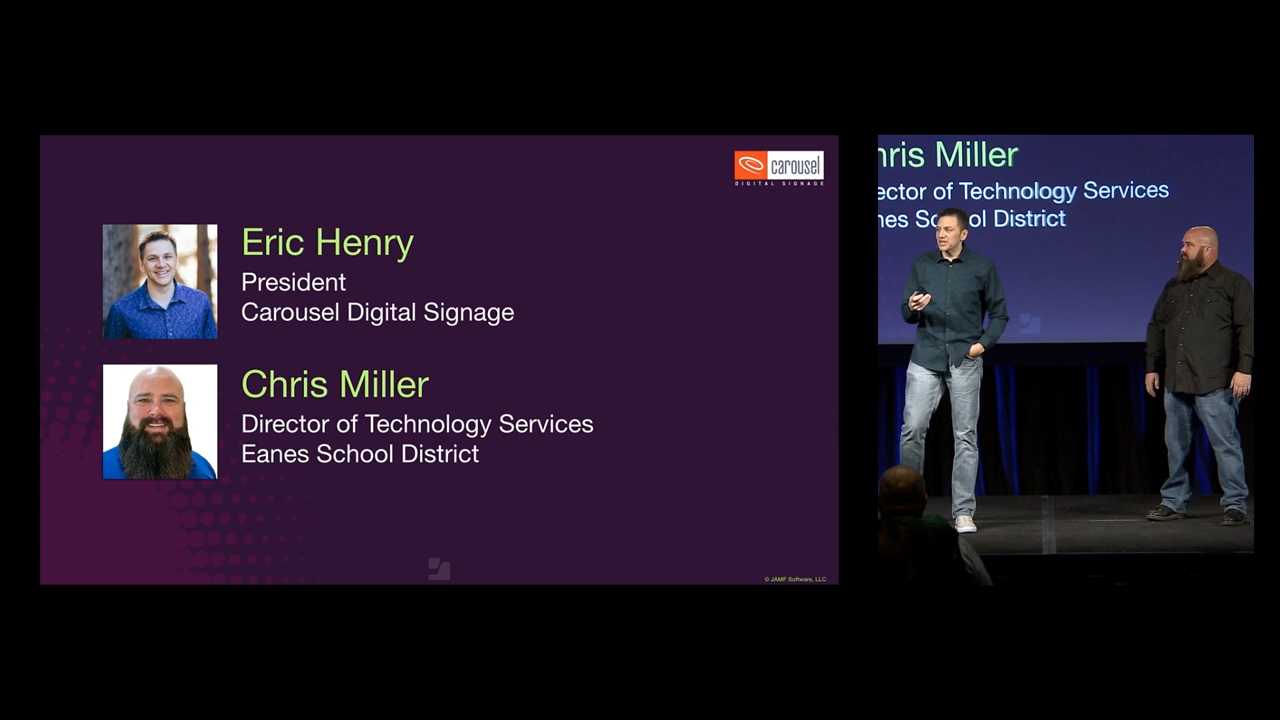 carousel
DIGITAL SIGNAGE
Eric Henry
President
Carousel Digital Signage
Chris Miller
Director of Technology Services
Eanes School District
© JAMF Software, LLC
hris Miller
ector of Technology Services
nes School District